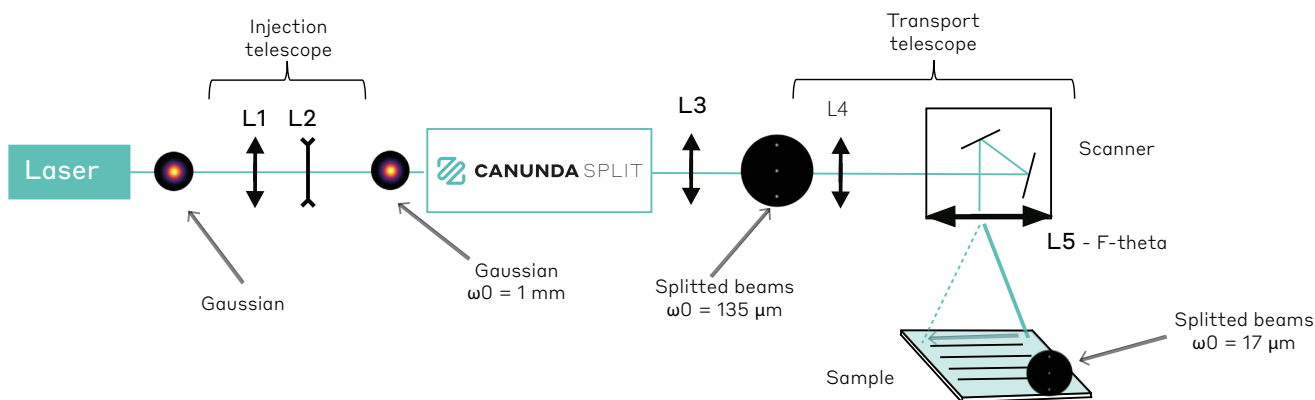 Injection
telescope
Transport
telescope
L1
L2
L3
L4
Laser
CANUNDA SPLIT
Scanner
L5 - F-theta
Gaussian
Gaussian
ω0 = 1 mm
Splitted beams
ω0 = 135 μm
Splitted beams
ω0 = 17 μm
Sample